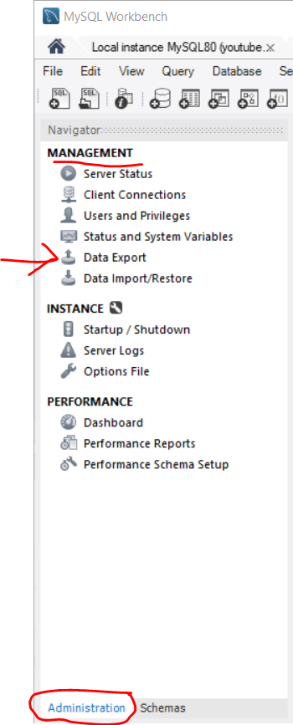 MySQL Workbench
Local instance MySQL80 (youtube.x
File Edit View Query Database Se
SQL SQL
Navigator
MANAGEMENT
Server Status
Client Connections
Users and Privileges
Status and System Variables
Data Export
Data Import/Restore
INSTANCE
Startup / Shutdown
Server Logs
Options File
PERFORMANCE
Dashboard
Performance Reports
Performance Schema Setup
Administration Schemas